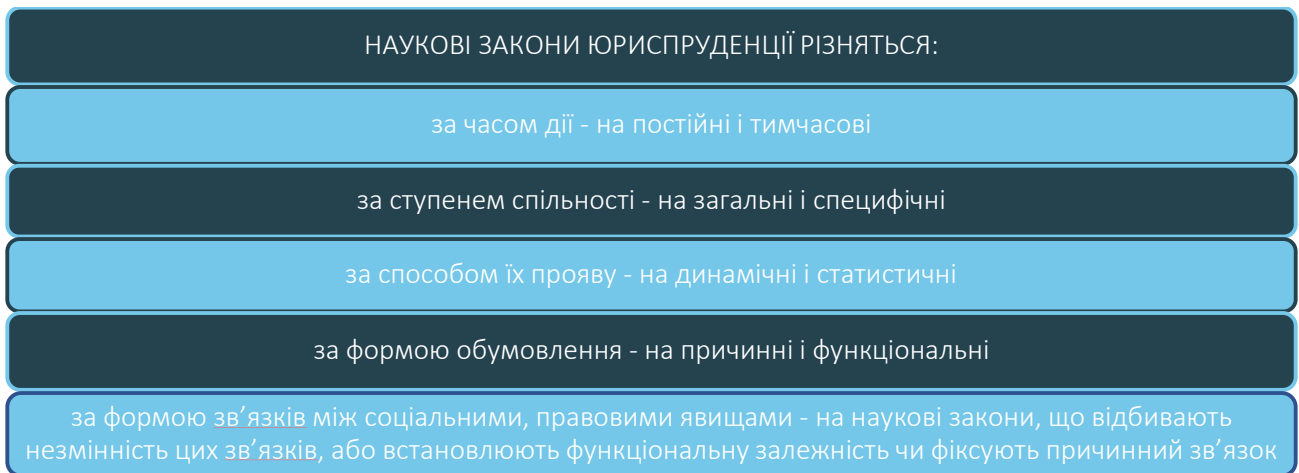 НАУКОВІ ЗАКОНИ ЮРИСПРУДЕНЦІЇ РІЗНЯТЬСЯ:
за часом дії - на постійні і тимчасові
за ступенем спільності - на загальні і специфічні
за способом їх прояву - на динамічні і статистичні
за формою обумовлення - на причинні і функціональні
за формою зв’язків між соціальними, правовими явищами - на наукові закони, що відбивають
незмінність цих зв’язків, або встановлюють функціональну залежність чи фіксують причинний зв’язок